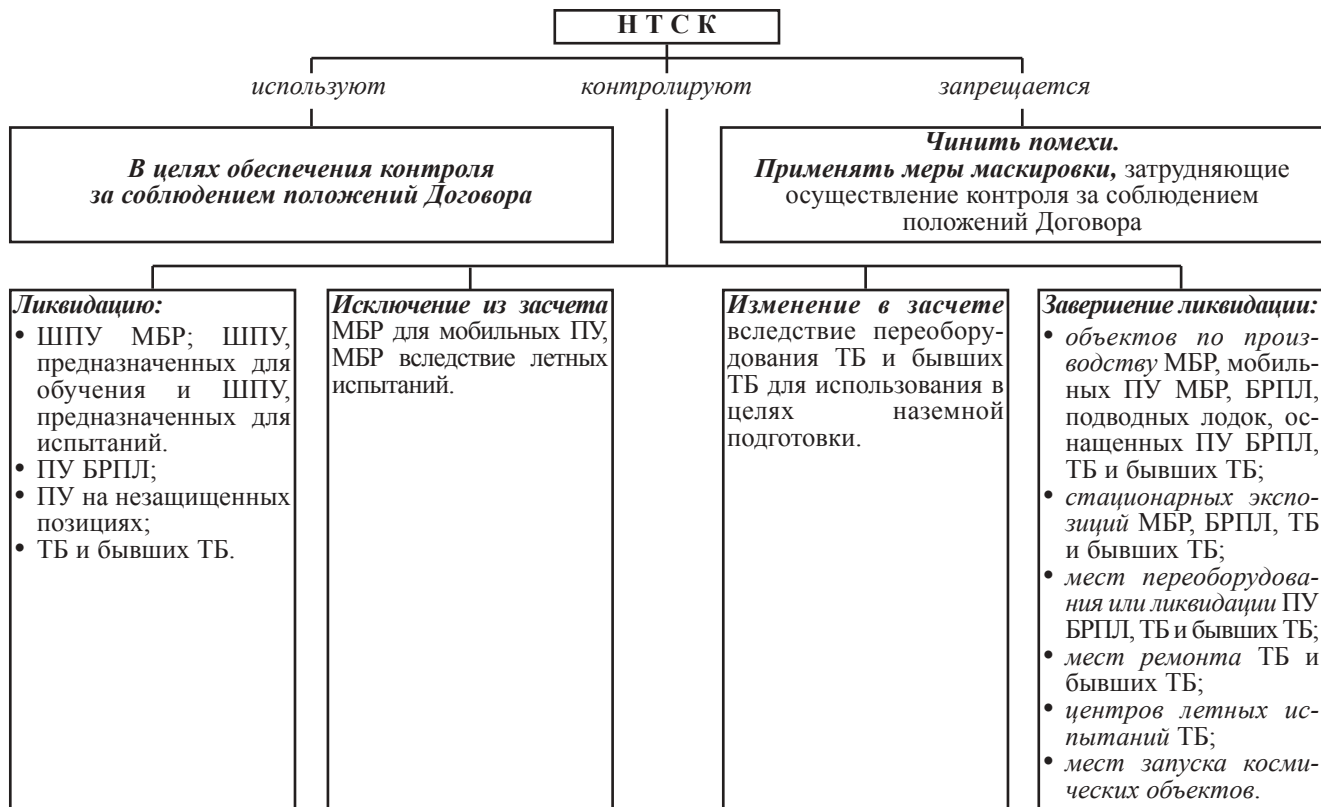 Н Т С К
используют
контролируют
запрещается
В целях обеспечения контроля
за соблюдением положений Договора
Чинить помехи.
Применять меры маскировки, затрудняющие
осуществление контроля за соблюдением
положений Договора
Ликвидацию:
• ШПУ МБР; ШПУ,
предназначенных для
обучения и ШПУ,
предназначенных для
испытаний.
• ПУ БРПЛ;
• ПУ на незащищенных
позициях;
• ТБ и бывших ТБ.
Исключение из засчета
МБР для мобильных ПУ,
МБР вследствие летных
испытаний.
Изменение в засчете
вследствие переобору-
дования ТБ и бывших
ТБ для использования в
целях наземной
подготовки.
Завершение ликвидации:
• объектов по произ-
водству МБР, мобиль-
ных ПУ МБР, БРПЛ,
подводных лодок, ос-
нащенных ПУ БРПЛ,
ТБ и бывших ТБ;
• стационарных экспо-
зиций МБР, БРПЛ, ТБ
и бывших ТБ;
• мест переоборудова-
ния или ликвидации ПУ
БРПЛ, ТБ и бывших ТБ;
• мест ремонта ТБ и
бывших ТБ;
• центров летных ис-
пытаний ТБ;
• мест запуска косми-
ческих объектов.